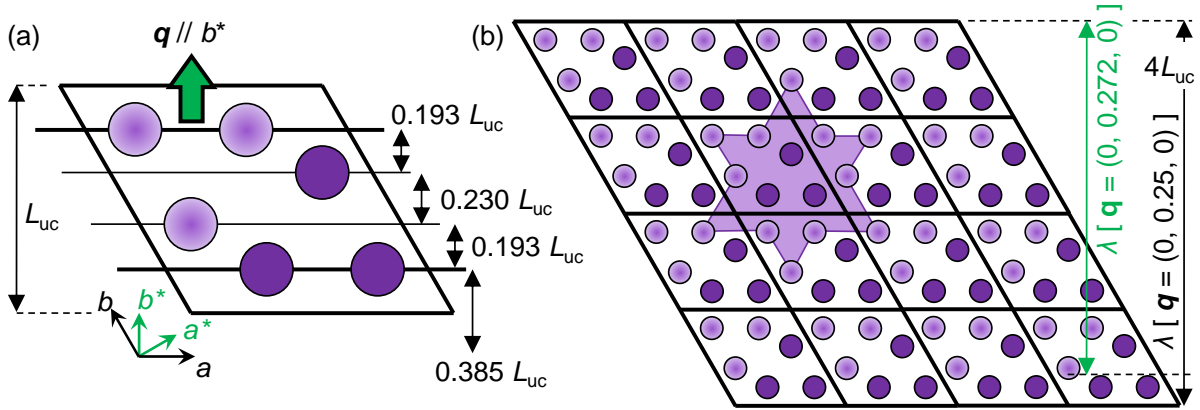 (a)
q // b*
0.193 Luc
Luc
0.230 Luc
0.193 Luc
0.385 Luc
b
b*
a*
a
(b)
λ [ q = (0, 0.272, 0) ]
4Luc
λ [ q = (0, 0.25, 0) ]